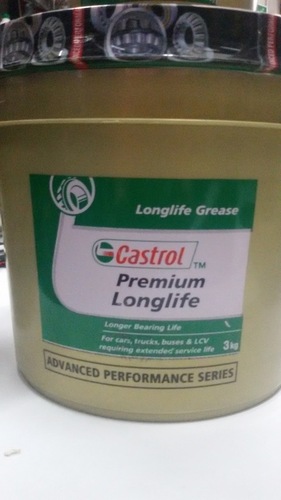 Longlife Grease
Castrol TM
Premium
Longlife
Longer Bearing Life
For cars, trucks, buses & LCV
requiring extended service life 3kg
ADVANCED PERFORMANCE SERIES